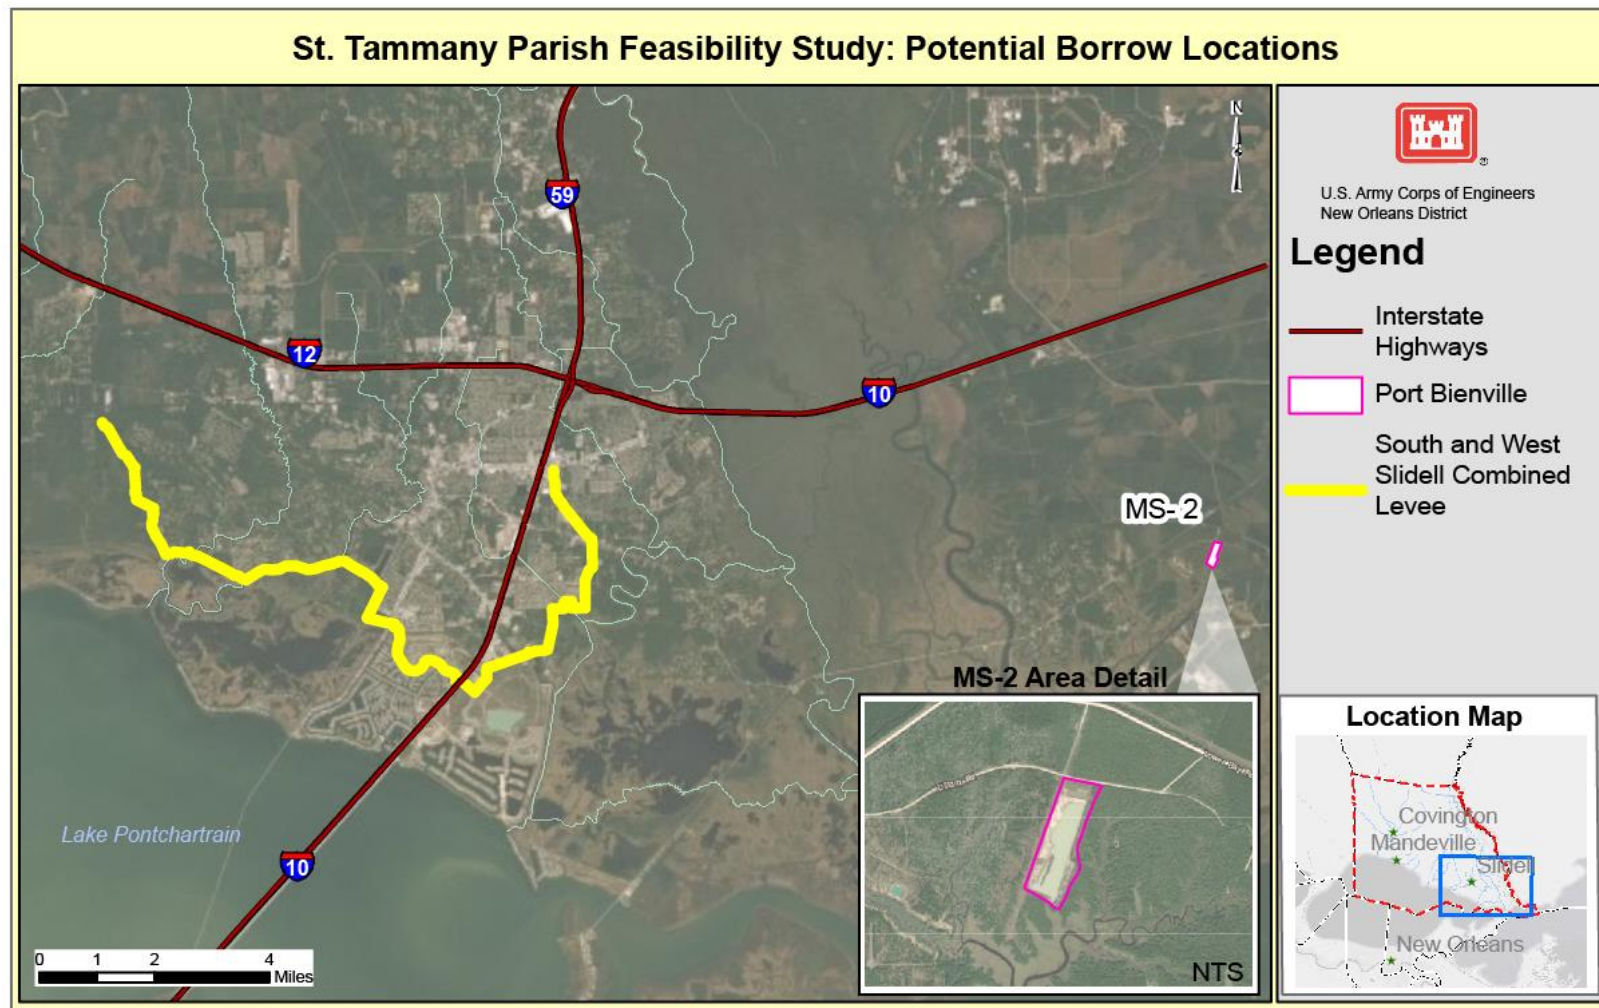 St. Tammany Parish Feasibility Study: Potential Borrow Locations
N
59
12
10
MS-2
MS-2 Area Detail
Lake Pontchartrain
10
NTS
0 1 2 4
Miles
®
U.S. Army Corps of Engineers
New Orleans District
Legend
Interstate
Highways
Port Bienville
South and West
Slidell Combined
Levee
Location Map
Covington
Mandeville
Slidell
New Orleans